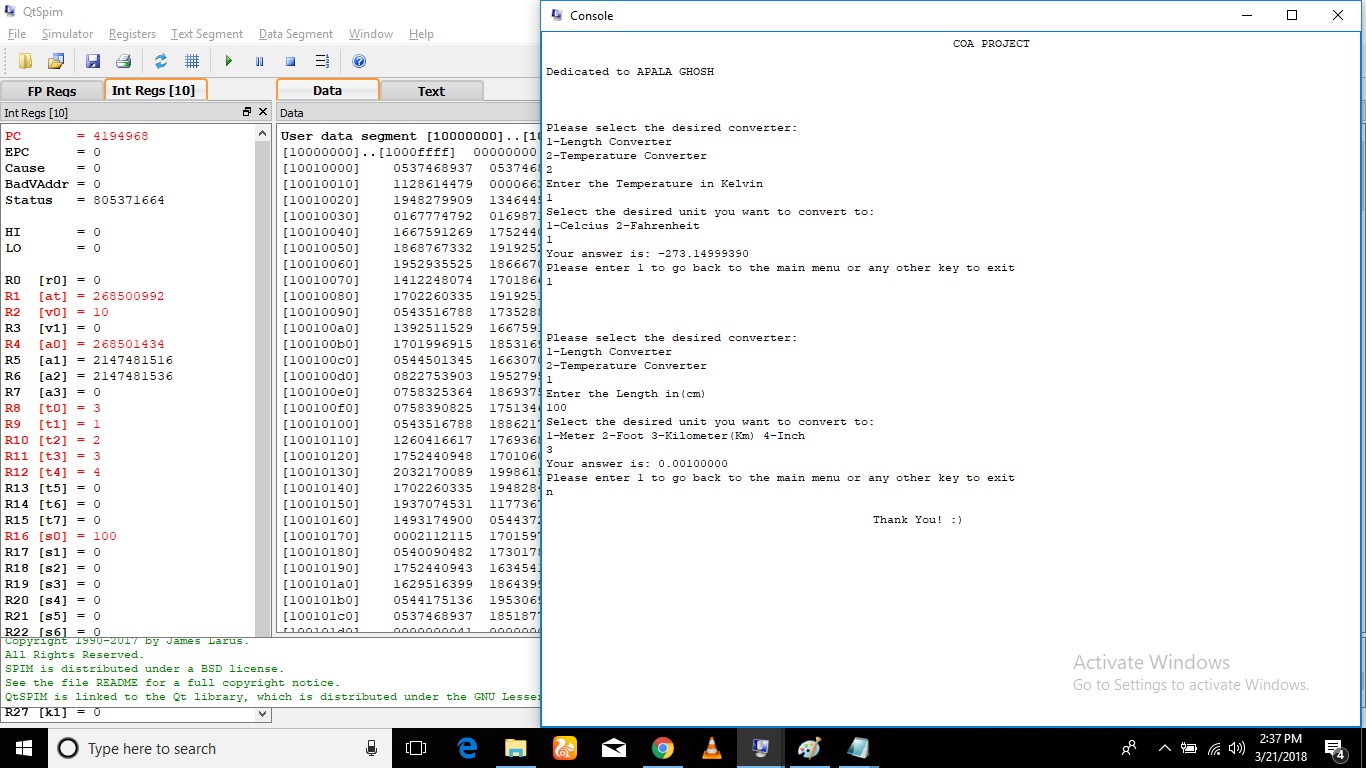 QtSpim
File Simulator Registers Text Segment Data Segment Window Help
FP Regs Int Regs [10] Data Text
Int Regs [10]
PC = 4194968
EPC = 0
Cause = 0
BadVAddr = 0
Status = 805371664
HI = 0
LO = 0
R0 [r0] = 0
R1 [at] = 268500992
R2 [v0] = 10
R3 [v1] = 0
R4 [a0] = 268501434
R5 [a1] = 2147481516
R6 [a2] = 2147481536
R7 [a3] = 0
R8 [t0] = 3
R9 [t1] = 1
R10 [t2] = 2
R11 [t3] = 3
R12 [t4] = 4
R13 [t5] = 0
R14 [t6] = 0
R15 [t7] = 0
R16 [s0] = 100
R17 [s1] = 0
R18 [s2] = 0
R19 [s3] = 0
R20 [s4] = 0
R21 [s5] = 0
R22 [s6] = 0
R27 [k1] = 0
Data
User data segment [10000000]..[10
[10000000]..[1000ffff] 00000000
[10010000] 0537468937 053746
[10010010] 1128614479 000066
[10010020] 1948279909 134644
[10010030] 0167774792 016987
[10010040] 1667591269 175244
[10010050] 1868767332 191925
[10010060] 1952935525 186667
[10010070] 1412248074 170186
[10010080] 1702260335 191925
[10010090] 0543516788 173528
[100100a0] 1392511529 166759
[100100b0] 1701996915 185316
[100100c0] 0544501345 166307
[100100d0] 0822753903 195279
[100100e0] 0758325364 186937
[100100f0] 0758390825 175134
[10010100] 0543516788 188621
[10010110] 1260416617 176936
[10010120] 1752440948 170106
[10010130] 2032170089 199861
[10010140] 1702260335 194828
[10010150] 1937074531 117736
[10010160] 1493174900 054437
[10010170] 0002112115 170159
[10010180] 0540090482 173017
[10010190] 1752440943 163454
[100101a0] 1629516399 186439
[100101b0] 0544175136 195306
[100101c0] 0537468937 185187
Copyright 1990-2017 by James Larus.
All Rights Reserved.
SPIM is distributed under a BSD license.
See the file README for a full copyright notice.
QtSPIM is linked to the Qt library, which is distributed under the GNU Lesser
Console
COA PROJECT
Dedicated to APALA GHOSH
Please select the desired converter:
1-Length Converter
2-Temperature Converter
2
Enter the Temperature in Kelvin
1
Select the desired unit you want to convert to:
1-Celcius 2-Fahrenheit
1
Your answer is: -273.14999390
Please enter 1 to go back to the main menu or any other key to exit
1
Please select the desired converter:
1-Length Converter
2-Temperature Converter
1
Enter the Length in(cm)
100
Select the desired unit you want to convert to:
1-Meter 2-Foot 3-Kilometer(Km) 4-Inch
3
Your answer is: 0.00100000
Please enter 1 to go back to the main menu or any other key to exit
n
Thank You! :)
Activate Windows
Go to Settings to activate Windows.
Type here to search
2:37 PM
3/21/2018
4